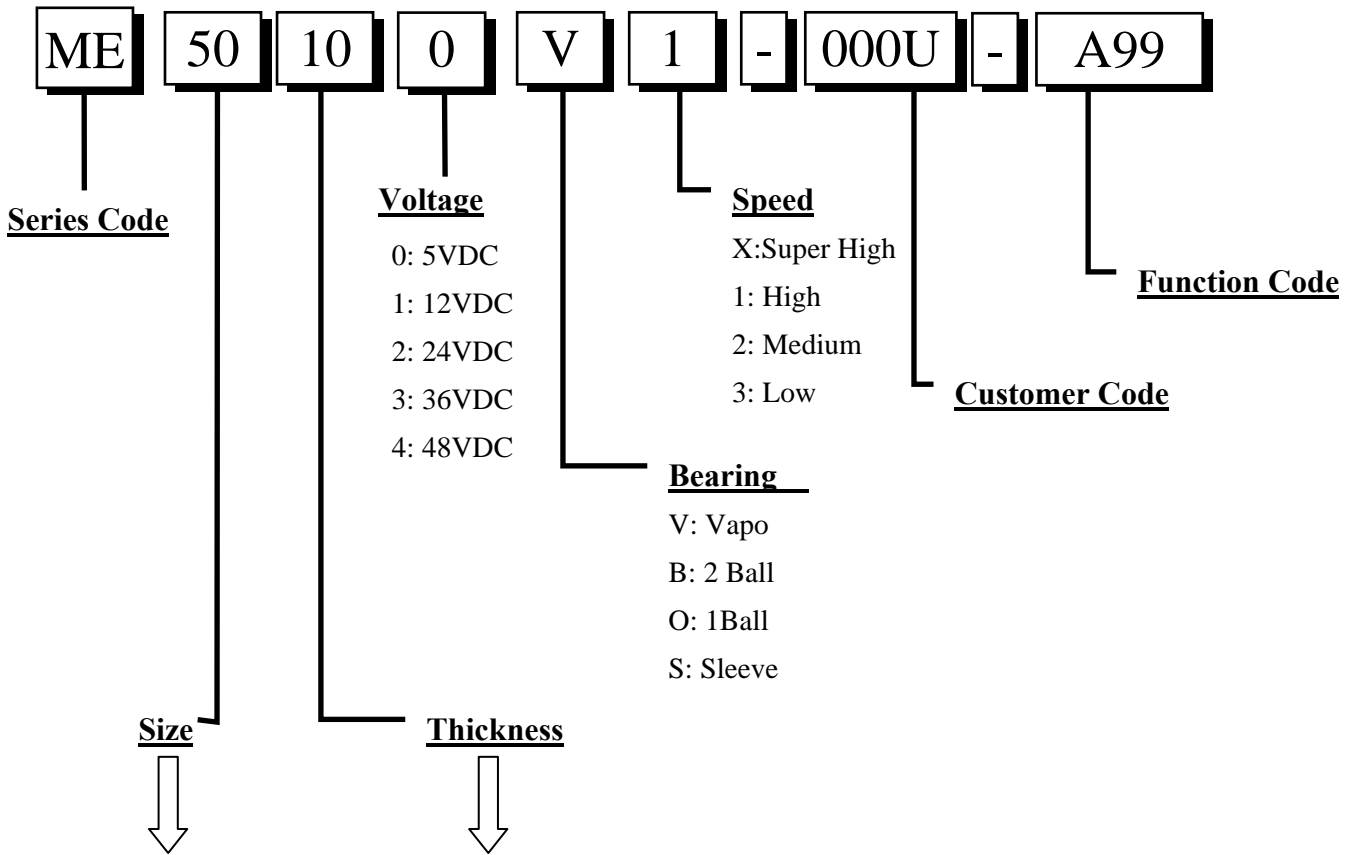 ME 50 10 0 V 1 - 000U - A99
Series Code
Voltage
0: 5VDC
1: 12VDC
2: 24VDC
3: 36VDC
4: 48VDC
Speed
X:Super High
1: High
2: Medium
3: Low
Function Code
Customer Code
Bearing
V: Vapo
B: 2 Ball
O: 1Ball
S: Sleeve
Size
Thickness